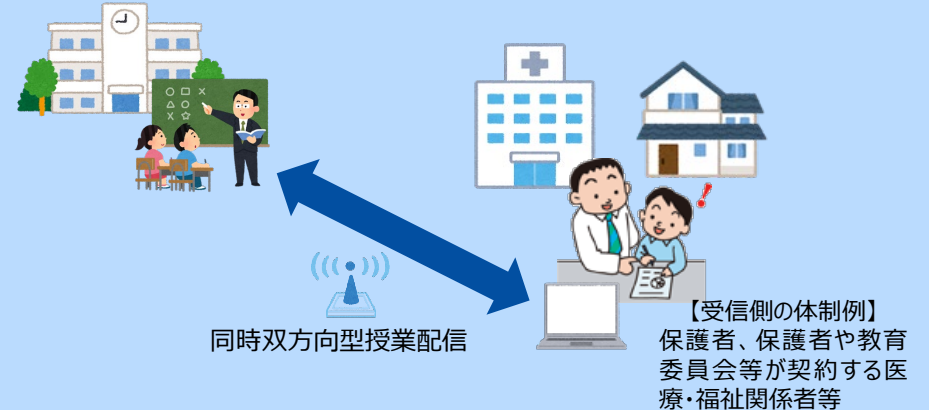 同時双方向型授業配信
【受信側の体制例】
保護者、保護者や教育
委員会等が契約する医
療・福祉関係者等